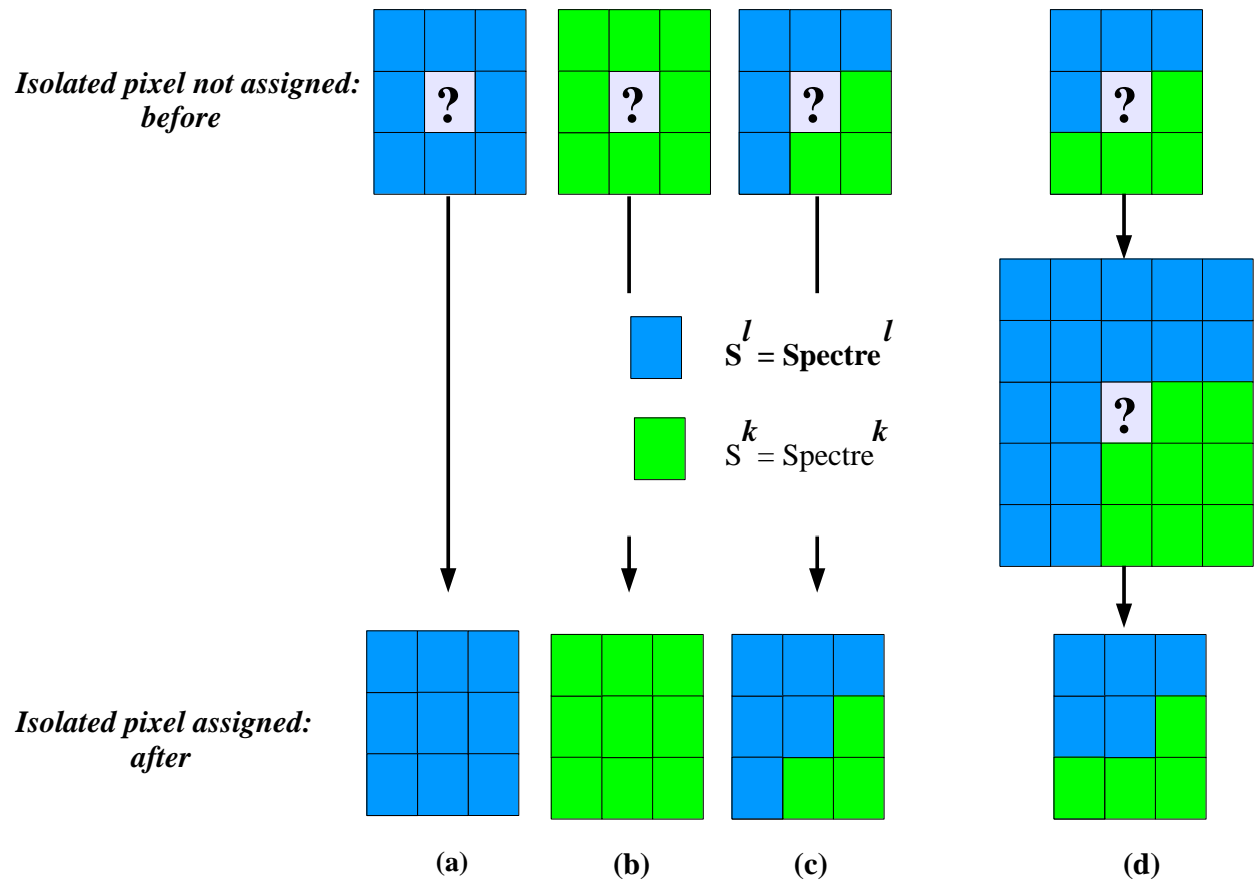 Isolated pixel not assigned:
before
? ? ? ?
S^l = Spectre^l
?
S^k = Spectre^k
Isolated pixel assigned:
after
(a) (b) (c) (d)